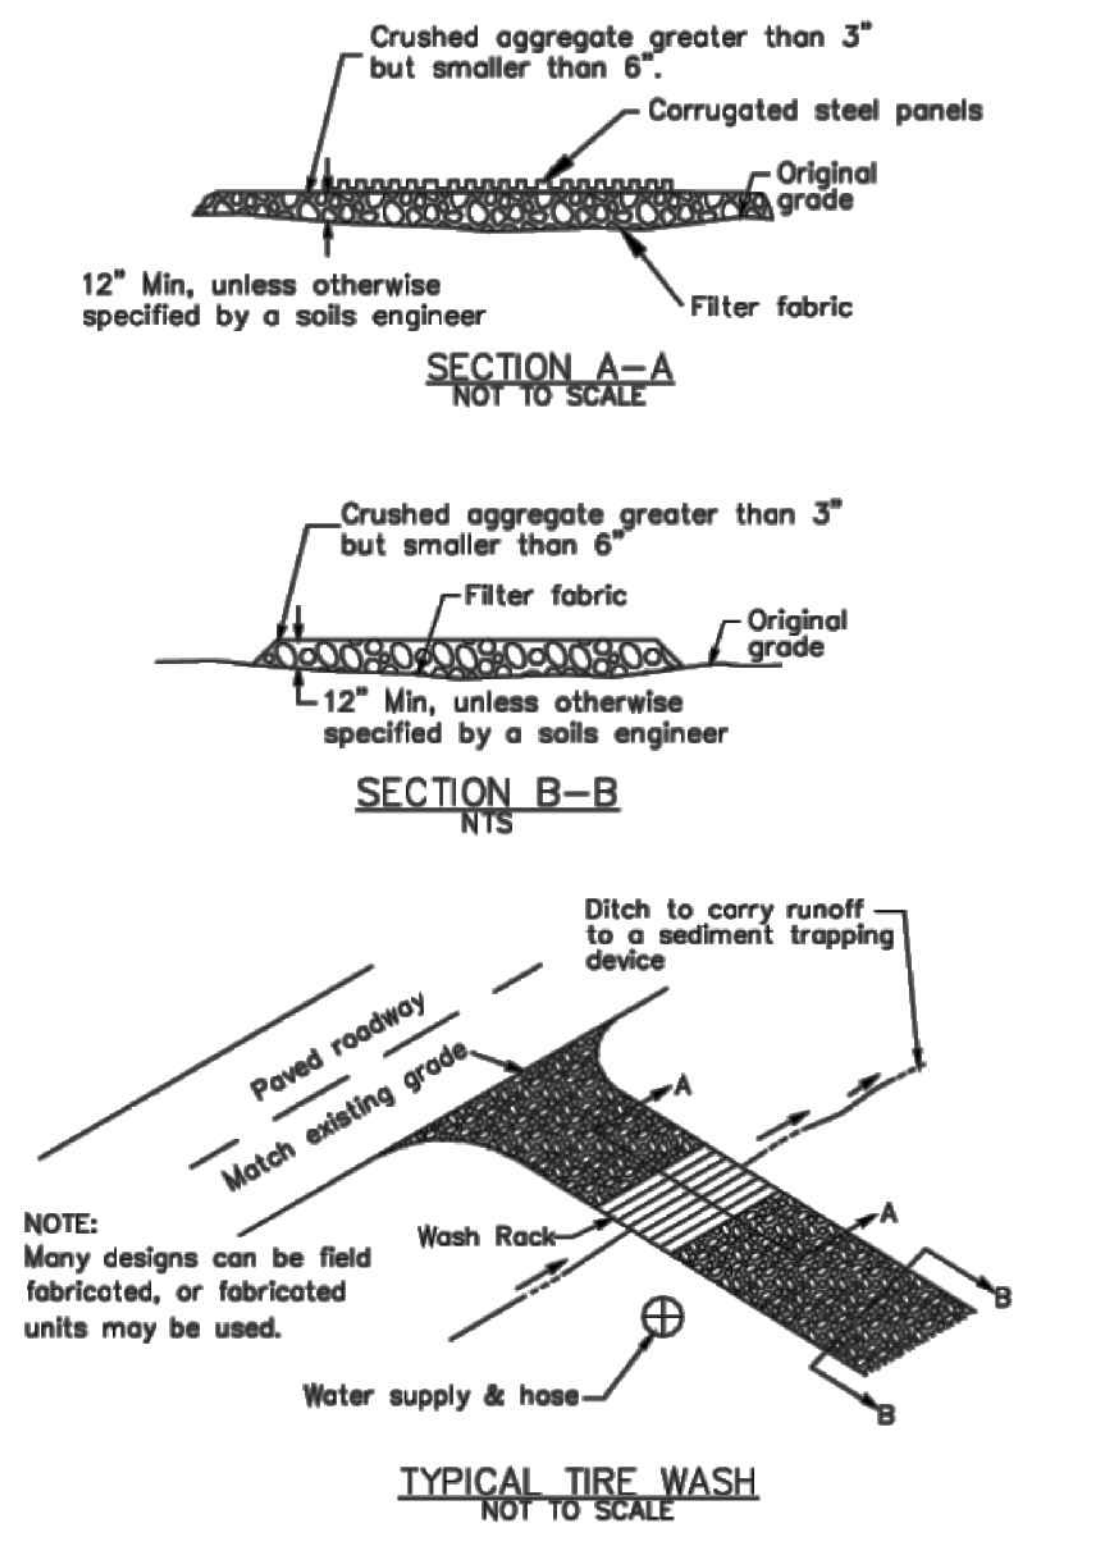 Crushed aggregate greater than 3"
but smaller than 6".
Corrugated steel panels
Original
grade
12" Min, unless otherwise
specified by a soils engineer
Filter fabric
SECTION A-A
NOT TO SCALE
Crushed aggregate greater than 3"
but smaller than 6"
Filter fabric
Original
grade
12" Min, unless otherwise
specified by a soils engineer
SECTION B-B
NTS
Ditch to carry runoff
to a sediment trapping
device
Paved roadway
Match existing grade
A
A
NOTE:
Many designs can be field
fabricated, or fabricated
units may be used.
Wash Rack
B
Water supply & hose
B
TYPICAL TIRE WASH
NOT TO SCALE